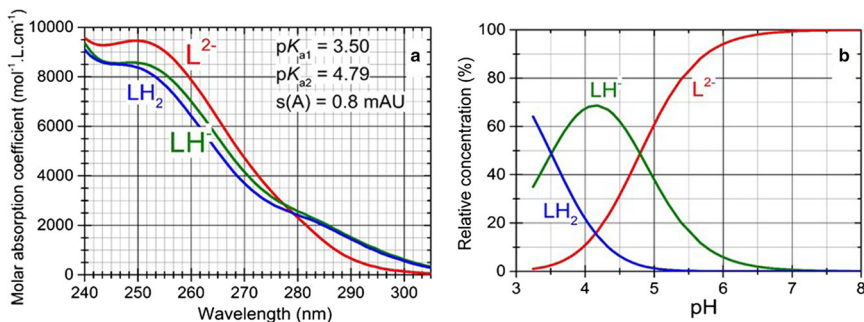 Molar absorption coefficient (mol⁻¹.L.cm⁻¹)
10000
8000
6000
4000
2000
0
240 250 260 270 280 290 300
Wavelength (nm)
pKa1 = 3.50
pKa2 = 4.79
s(A) = 0.8 mAU
a
L²⁻
LH₂
LH⁻
Relative concentration (%)
100
80
60
40
20
0
3 4 5 6 7 8
pH
b
LH⁻
L²⁻
LH₂